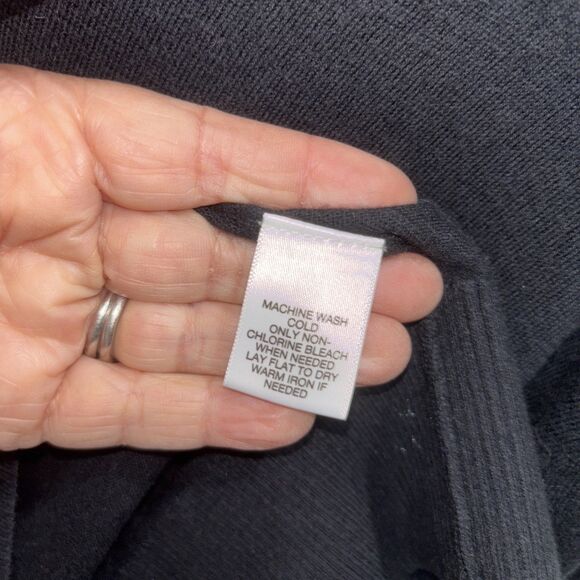 MACHINE WASH
COLD
ONLY NON-
CHLORINE BLEACH
WHEN NEEDED
LAY FLAT TO DRY
WARM IRON IF
NEEDED